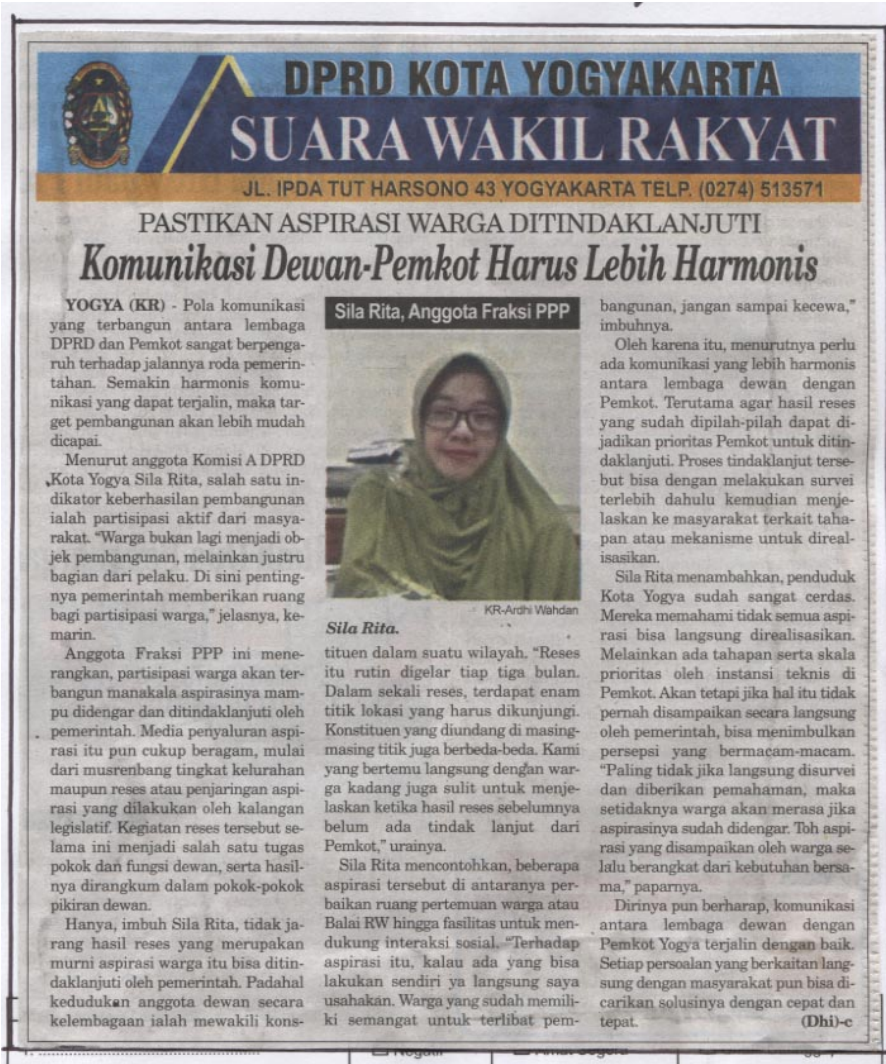 DPRD KOTA YOGYAKARTA
SUARA WAKIL RAKYAT
JL. IPDA TUT HARSONO 43 YOGYAKARTA TELP. (0274) 513571
PASTIKAN ASPIRASI WARGA DITINDAKLANJUTI
Komunikasi Dewan-Pemkot Harus Lebih Harmonis
YOGYA (KR) - Pola komunikasi
yang terbangun antara lembaga
DPRD dan Pemkot sangat berpenga-
ruh terhadap jalannya roda pemerin-
tahan. Semakin harmonis komu-
nikasi yang dapat terjalin, maka tar-
get pembangunan akan lebih mudah
dicapai.
Menurut anggota Komisi A DPRD
Kota Yogya Sila Rita, salah satu in-
dikator keberhasilan pembangunan
ialah partisipasi aktif dari masya-
rakat. “Warga bukan lagi menjadi ob-
jek pembangunan, melainkan justru
bagian dari pelaku. Di sini penting-
nya pemerintah memberikan ruang
bagi partisipasi warga,” jelasnya, ke-
marin.
Anggota Fraksi PPP ini mene-
rangkan, partisipasi warga akan ter-
bangun manakala aspirasinya mam-
pu didengar dan ditindaklanjuti oleh
pemerintah. Media penyaluran aspi-
rasi itu pun cukup beragam, mulai
dari musrenbang tingkat kelurahan
maupun reses atau penjaringan aspi-
rasi yang dilakukan oleh kalangan
legislatif. Kegiatan reses tersebut se-
lama ini menjadi salah satu tugas
pokok dan fungsi dewan, serta hasil-
nya dirangkum dalam pokok-pokok
pikiran dewan.
Hanya, imbuh Sila Rita, tidak ja-
rang hasil reses yang merupakan
murni aspirasi warga itu bisa ditin-
daklanjuti oleh pemerintah. Padahal
kedudukan anggota dewan secara
kelembagaan ialah mewakili kons-
Sila Rita, Anggota Fraksi PPP
KR-Ardhi Wahdan
Sila Rita.
tituen dalam suatu wilayah. “Reses
itu rutin digelar tiap tiga bulan.
Dalam sekali reses, terdapat enam
titik lokasi yang harus dikunjungi.
Konstituen yang diundang di masing-
masing titik juga berbeda-beda. Kami
yang bertemu langsung dengan war-
ga kadang juga sulit untuk menje-
laskan ketika hasil reses sebelumnya
belum ada tindak lanjut dari
Pemkot,” urainya.
Sila Rita mencontohkan, beberapa
aspirasi tersebut di antaranya per-
baikan ruang pertemuan warga atau
Balai RW hingga fasilitas untuk men-
dukung interaksi sosial. “Terhadap
aspirasi itu, kalau ada yang bisa
lakukan sendiri ya langsung saya
usahakan. Warga yang sudah memili-
ki semangat untuk terlibat pem-
bangunan, jangan sampai kecewa,”
imbuhnya.
Oleh karena itu, menurutnya perlu
ada komunikasi yang lebih harmonis
antara lembaga dewan dengan
Pemkot. Terutama agar hasil reses
yang sudah dipilah-pilah dapat di-
jadikan prioritas Pemkot untuk ditin-
daklanjuti. Proses tindaklanjut terse-
but bisa dengan melakukan survei
terlebih dahulu kemudian menje-
laskan ke masyarakat terkait taha-
pan atau mekanisme untuk direal-
isasikan.
Sila Rita menambahkan, penduduk
Kota Yogya sudah sangat cerdas.
Mereka memahami tidak semua aspi-
rasi bisa langsung direalisasikan.
Melainkan ada tahapan serta skala
prioritas oleh instansi teknis di
Pemkot. Akan tetapi jika hal itu tidak
pernah disampaikan secara langsung
oleh pemerintah, bisa menimbulkan
persepsi yang bermacam-macam.
“Paling tidak jika langsung disurvei
dan diberikan pemahaman, maka
setidaknya warga akan merasa jika
aspirasinya sudah didengar. Toh aspi-
rasi yang disampaikan oleh warga se-
lalu berangkat dari kebutuhan bersa-
ma,” paparnya.
Dirinya pun berharap, komunikasi
antara lembaga dewan dengan
Pemkot Yogya terjalin dengan baik.
Setiap persoalan yang berkaitan lang-
sung dengan masyarakat pun bisa di-
carikan solusinya dengan cepat dan
tepat. (Dhi)-c